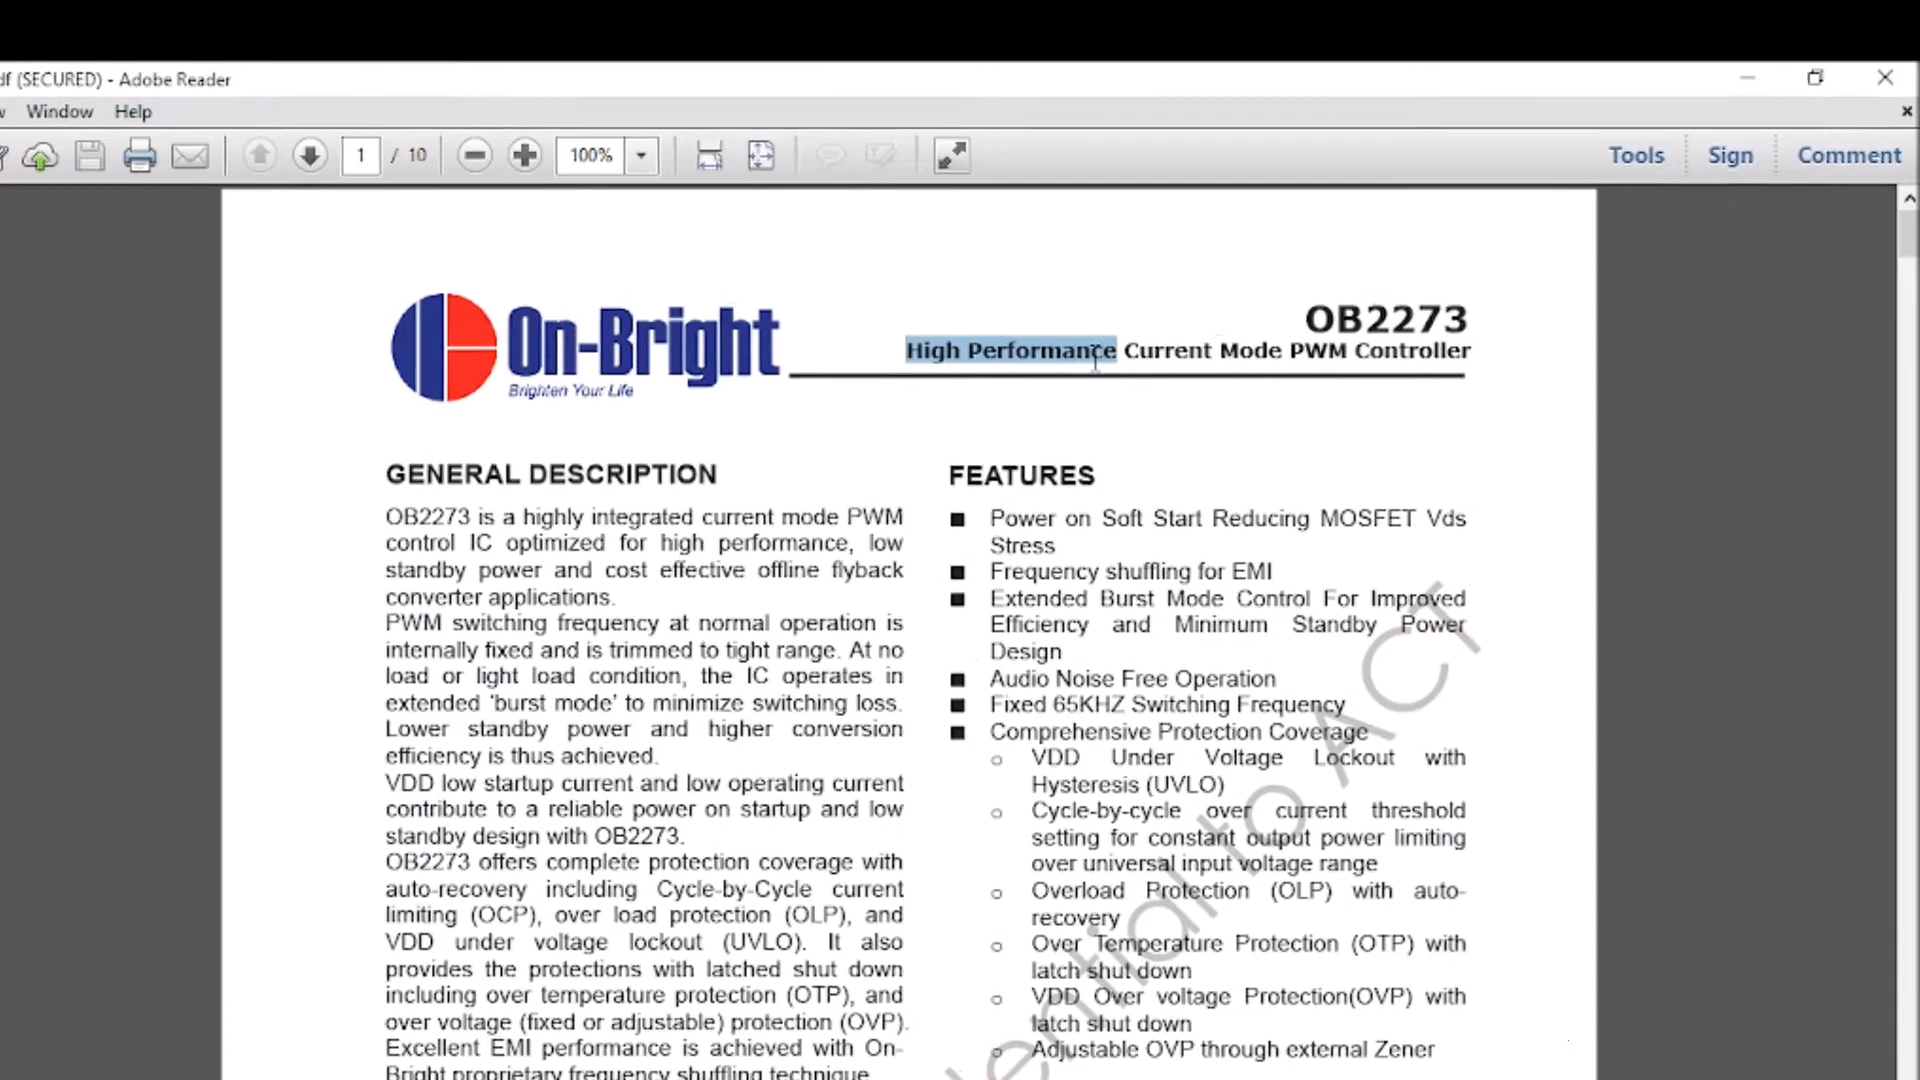 df (SECURED) - Adobe Reader
Window Help
1 / 10 100% Tools Sign Comment
On-Bright
Brighten Your Life
OB2273
High Performance Current Mode PWM Controller
GENERAL DESCRIPTION
OB2273 is a highly integrated current mode PWM
control IC optimized for high performance, low
standby power and cost effective offline flyback
converter applications.
PWM switching frequency at normal operation is
internally fixed and is trimmed to tight range. At no
load or light load condition, the IC operates in
extended ‘burst mode’ to minimize switching loss.
Lower standby power and higher conversion
efficiency is thus achieved.
VDD low startup current and low operating current
contribute to a reliable power on startup and low
standby design with OB2273.
OB2273 offers complete protection coverage with
auto-recovery including Cycle-by-Cycle current
limiting (OCP), over load protection (OLP), and
VDD under voltage lockout (UVLO). It also
provides the protections with latched shut down
including over temperature protection (OTP), and
over voltage (fixed or adjustable) protection (OVP).
Excellent EMI performance is achieved with On-
Bright proprietary frequency shuffling technique
FEATURES
■ Power on Soft Start Reducing MOSFET Vds
Stress
■ Frequency shuffling for EMI
■ Extended Burst Mode Control For Improved
Efficiency and Minimum Standby Power
Design
■ Audio Noise Free Operation
■ Fixed 65KHZ Switching Frequency
■ Comprehensive Protection Coverage
o VDD Under Voltage Lockout with
Hysteresis (UVLO)
o Cycle-by-cycle over current threshold
setting for constant output power limiting
over universal input voltage range
o Overload Protection (OLP) with auto-
recovery
o Over Temperature Protection (OTP) with
latch shut down
o VDD Over voltage Protection(OVP) with
latch shut down
o Adjustable OVP through external Zener
to ACT